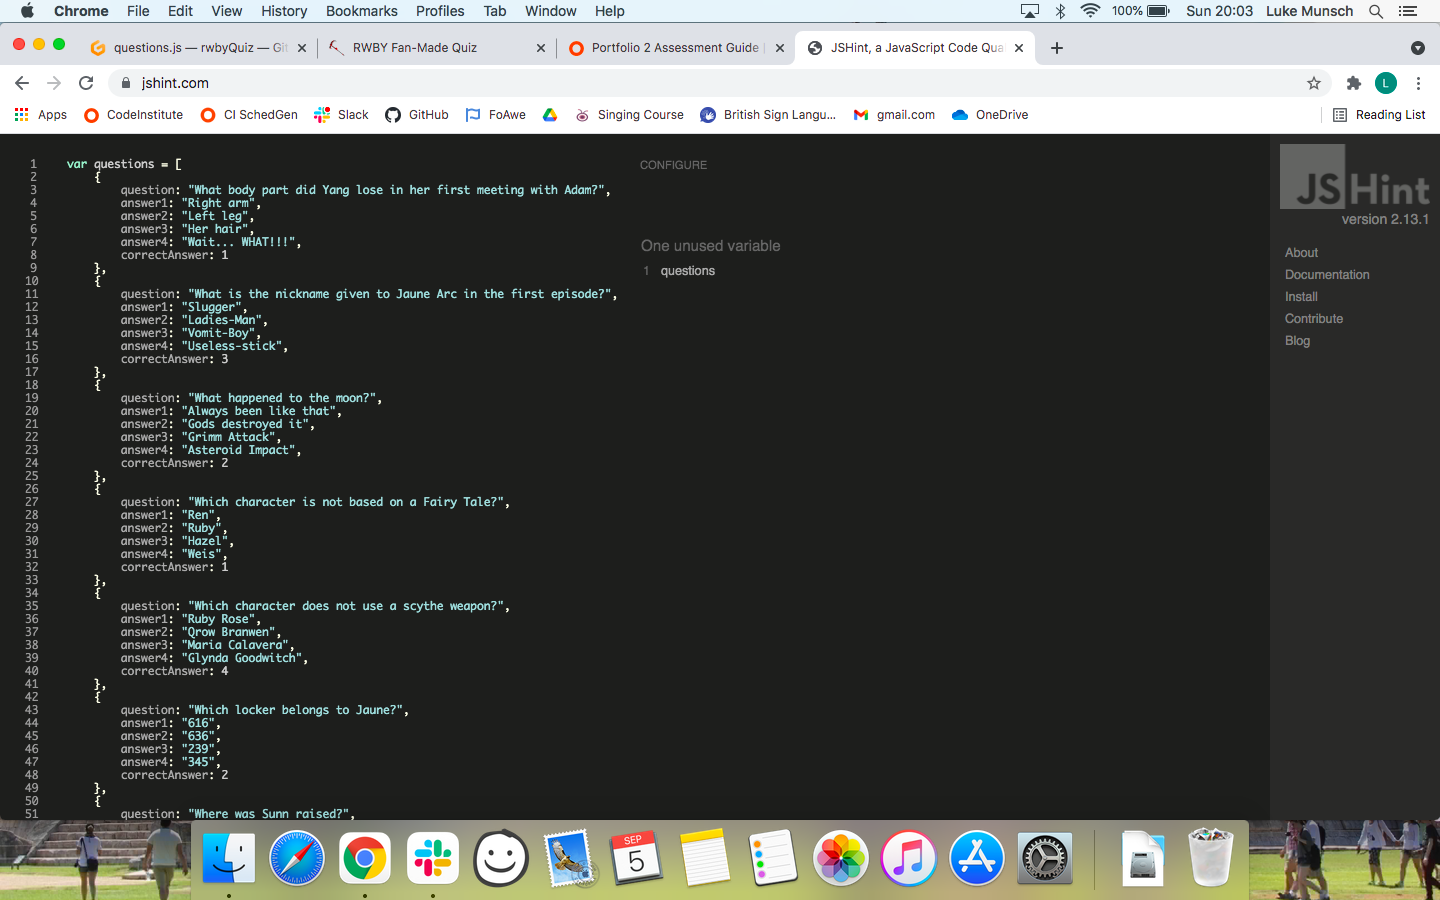 Chrome File Edit View History Bookmarks Profiles Tab Window Help 100% Sun 20:03 Luke Munsch
questions.js — rwbyQuiz — Git
RWBY Fan-Made Quiz
Portfolio 2 Assessment Guide
JSHint, a JavaScript Code Qua
jshint.com
L
Apps CodeInstitute CI SchedGen Slack GitHub FoAwe Singing Course British Sign Langu... gmail.com OneDrive Reading List
1 var questions = [
2 {
3 question: "What body part did Yang lose in her first meeting with Adam?",
4 answer1: "Right arm",
5 answer2: "Left leg",
6 answer3: "Her hair",
7 answer4: "Wait... WHAT!!!",
8 correctAnswer: 1
9 },
10 {
11 question: "What is the nickname given to Jaune Arc in the first episode?",
12 answer1: "Slugger",
13 answer2: "Ladies-Man",
14 answer3: "Vomit-Boy",
15 answer4: "Useless-stick",
16 correctAnswer: 3
17 },
18 {
19 question: "What happened to the moon?",
20 answer1: "Always been like that",
21 answer2: "Gods destroyed it",
22 answer3: "Grimm Attack",
23 answer4: "Asteroid Impact",
24 correctAnswer: 2
25 },
26 {
27 question: "Which character is not based on a Fairy Tale?",
28 answer1: "Ren",
29 answer2: "Ruby",
30 answer3: "Hazel",
31 answer4: "Weis",
32 correctAnswer: 1
33 },
34 {
35 question: "Which character does not use a scythe weapon?",
36 answer1: "Ruby Rose",
37 answer2: "Qrow Branwen",
38 answer3: "Maria Calavera",
39 answer4: "Glynda Goodwitch",
40 correctAnswer: 4
41 },
42 {
43 question: "Which locker belongs to Jaune?",
44 answer1: "616",
45 answer2: "636",
46 answer3: "239",
47 answer4: "345",
48 correctAnswer: 2
49 },
50 {
51 question: "Where was Sunn raised?",
CONFIGURE
One unused variable
1 questions
JSHint
version 2.13.1
About
Documentation
Install
Contribute
Blog
SEP
5